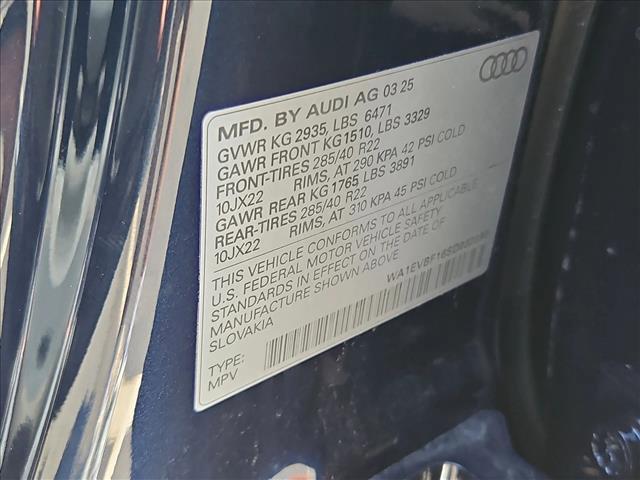 MFD. BY AUDI AG 03 25
GVWR KG 2935, LBS 6471
GAWR FRONT KG1510, LBS 3329
FRONT-TIRES 285/40 R22
10JX22 RIMS, AT 290 KPA 42 PSI COLD
GAWR REAR KG 1765 LBS 3891
REAR-TIRES 285/40 R22
10JX22 RIMS, AT 310 KPA 45 PSI COLD
THIS VEHICLE CONFORMS TO ALL APPLICABLE
U.S. FEDERAL MOTOR VEHICLE SAFETY
STANDARDS IN EFFECT ON THE DATE OF
MANUFACTURE SHOWN ABOVE
SLOVAKIA
TYPE:
MPV